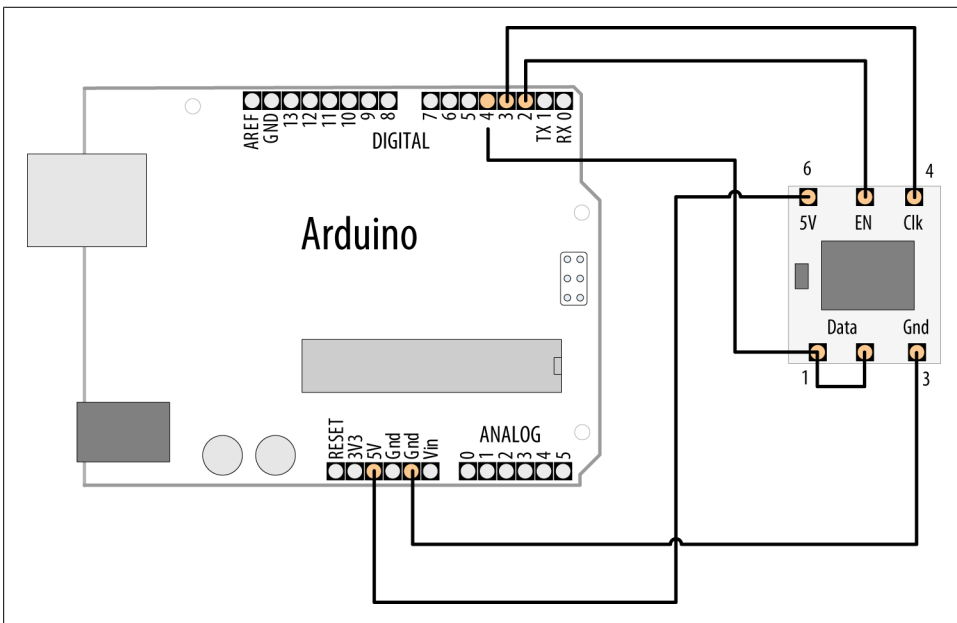 AREF
GND
13
12
11
10
9
8
7
6
5
4
3
2
TX 1
RX 0
DIGITAL
6
4
5V
EN
Clk
Arduino
Data
Gnd
1
3
RESET
3V3
5V
Gnd
Gnd
Vin
ANALOG
0
1
2
3
4
5